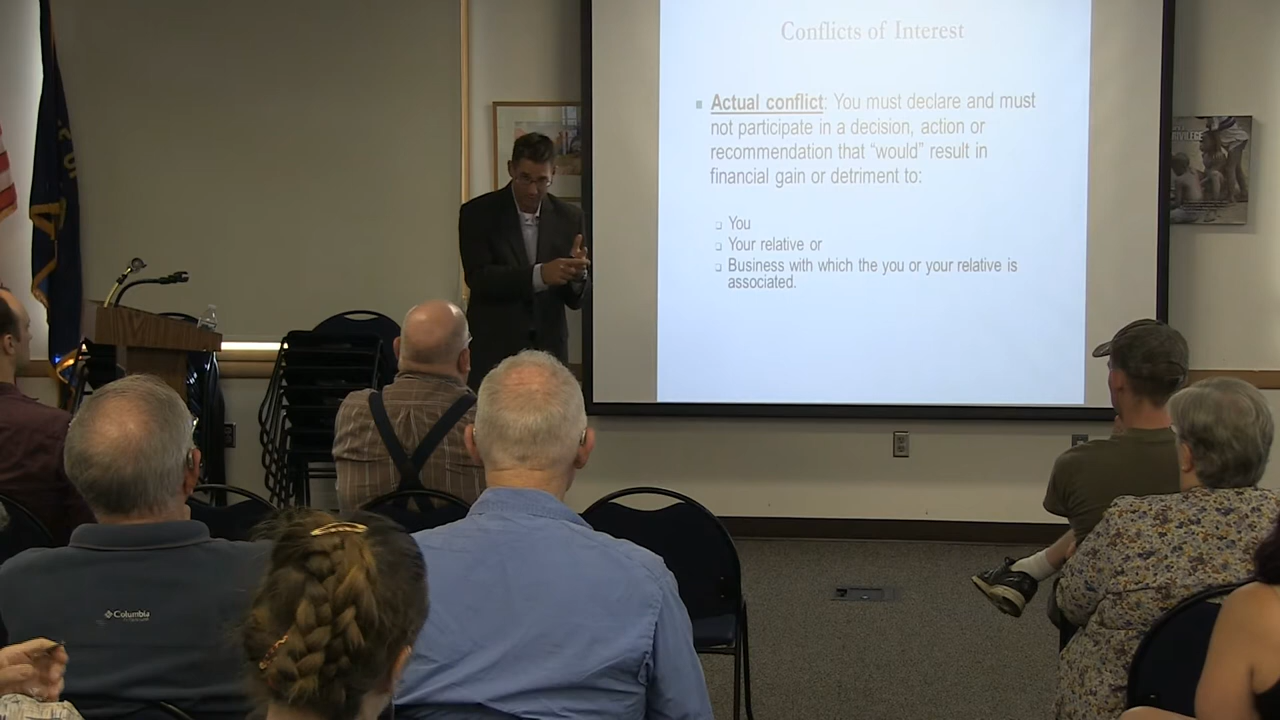 Conflicts of Interest
Actual conflict: You must declare and must
not participate in a decision, action or
recommendation that “would” result in
financial gain or detriment to:
You
Your relative or
Business with which the you or your relative is
associated.
Columbia